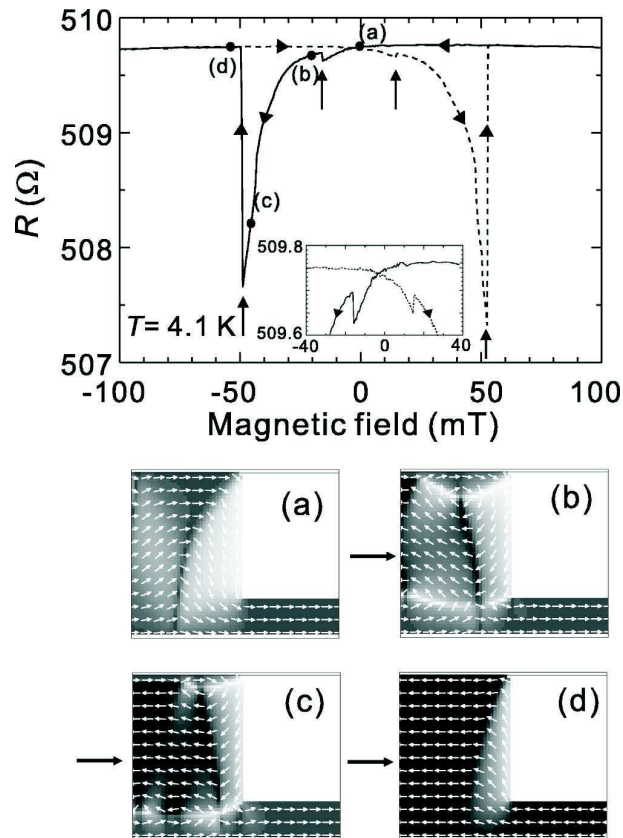 510
509
508
507
R (Ω)
(a)
(b)
(c)
(d)
T= 4.1 K
509.8
509.6
-40
0
40
-100
-50
0
50
100
Magnetic field (mT)
(a)
(b)
(c)
(d)